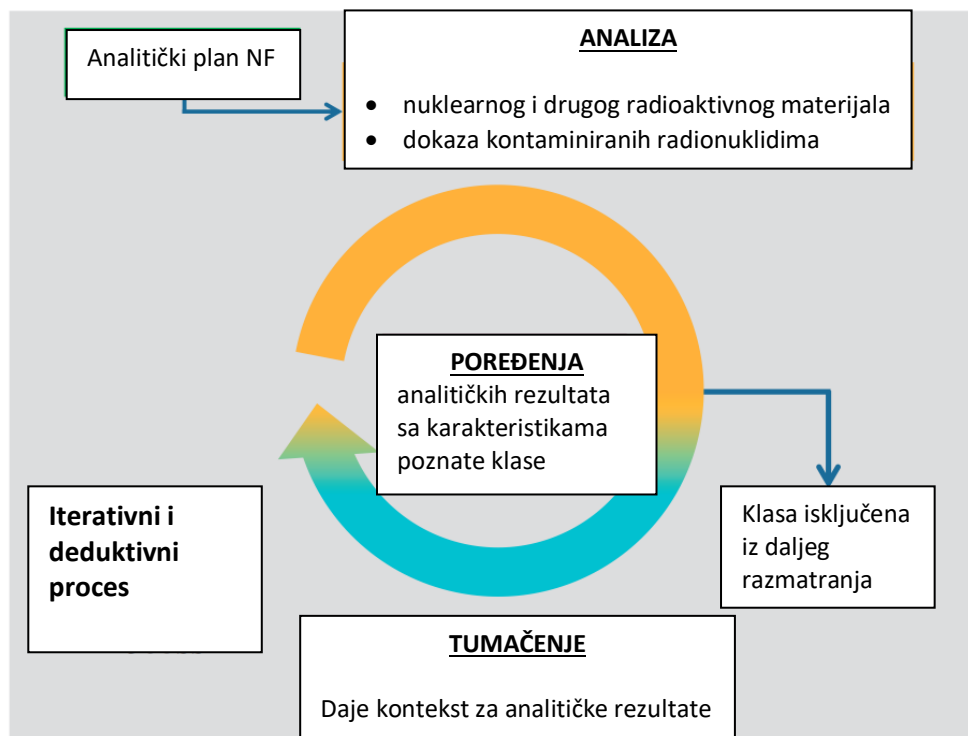 Analitički plan NF
ANALIZA
• nuklearnog i drugog radioaktivnog materijala
• dokaza kontaminiranih radionuklidima
POREĐENJA
analitičkih rezultata
sa karakteristikama
poznate klase
Iterativni i
deduktivni
proces
Klasa isključena
iz daljeg
razmatranja
TUMAČENJE
Daje kontekst za analitičke rezultate